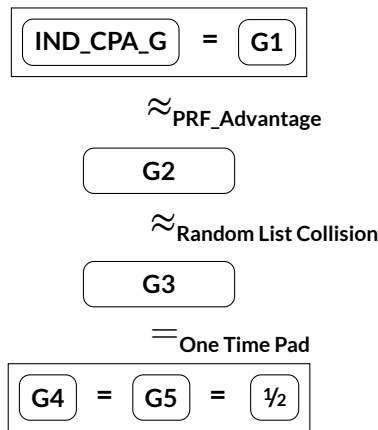 IND_CPA_G = G1
≈PRF_Advantage
G2
≈Random List Collision
G3
=One Time Pad
G4 = G5 = ½